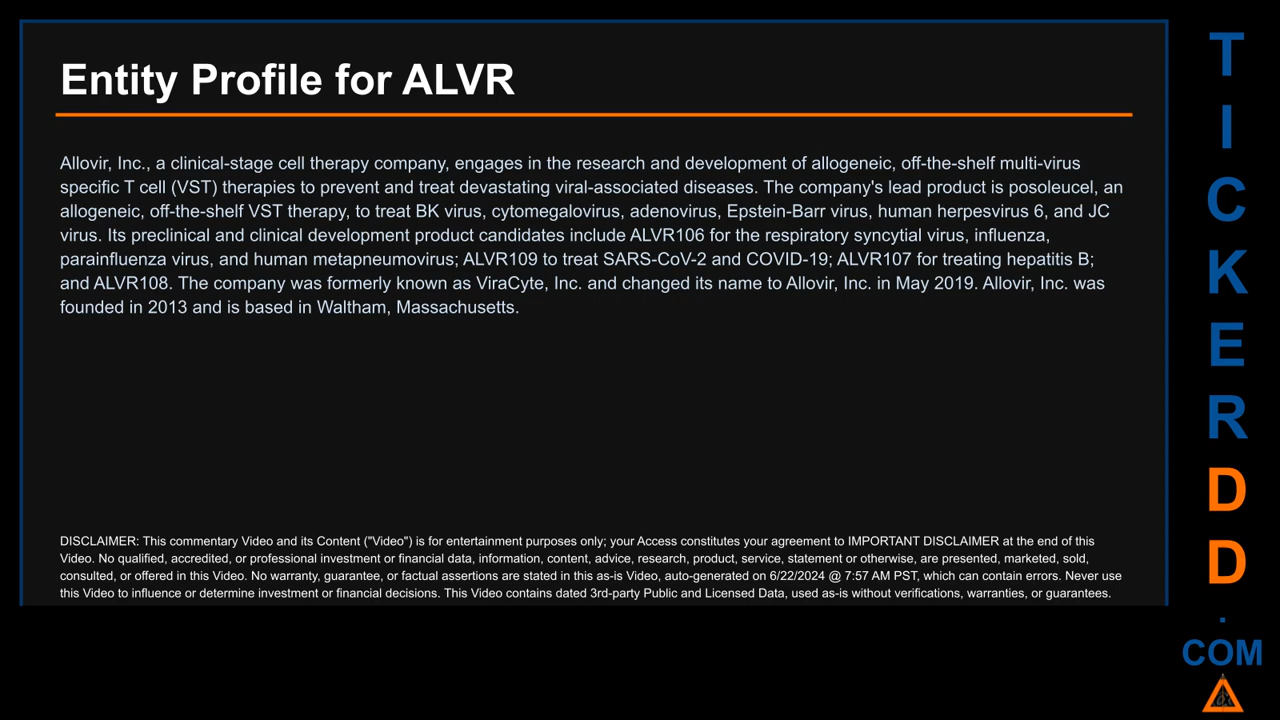 Entity Profile for ALVR
Allovir, Inc., a clinical-stage cell therapy company, engages in the research and development of allogeneic, off-the-shelf multi-virus
specific T cell (VST) therapies to prevent and treat devastating viral-associated diseases. The company's lead product is posoleucel, an
allogeneic, off-the-shelf VST therapy, to treat BK virus, cytomegalovirus, adenovirus, Epstein-Barr virus, human herpesvirus 6, and JC
virus. Its preclinical and clinical development product candidates include ALVR106 for the respiratory syncytial virus, influenza,
parainfluenza virus, and human metapneumovirus; ALVR109 to treat SARS-CoV-2 and COVID-19; ALVR107 for treating hepatitis B;
and ALVR108. The company was formerly known as ViraCyte, Inc. and changed its name to Allovir, Inc. in May 2019. Allovir, Inc. was
founded in 2013 and is based in Waltham, Massachusetts.
DISCLAIMER: This commentary Video and its Content ("Video") is for entertainment purposes only; your Access constitutes your agreement to IMPORTANT DISCLAIMER at the end of this
Video. No qualified, accredited, or professional investment or financial data, information, content, advice, research, product, service, statement or otherwise, are presented, marketed, sold,
consulted, or offered in this Video. No warranty, guarantee, or factual assertions are stated in this as-is Video, auto-generated on 6/22/2024 @ 7:57 AM PST, which can contain errors. Never use
this Video to influence or determine investment or financial decisions. This Video contains dated 3rd-party Public and Licensed Data, used as-is without verifications, warranties, or guarantees.
T
I
C
K
E
R
D
D
.
COM